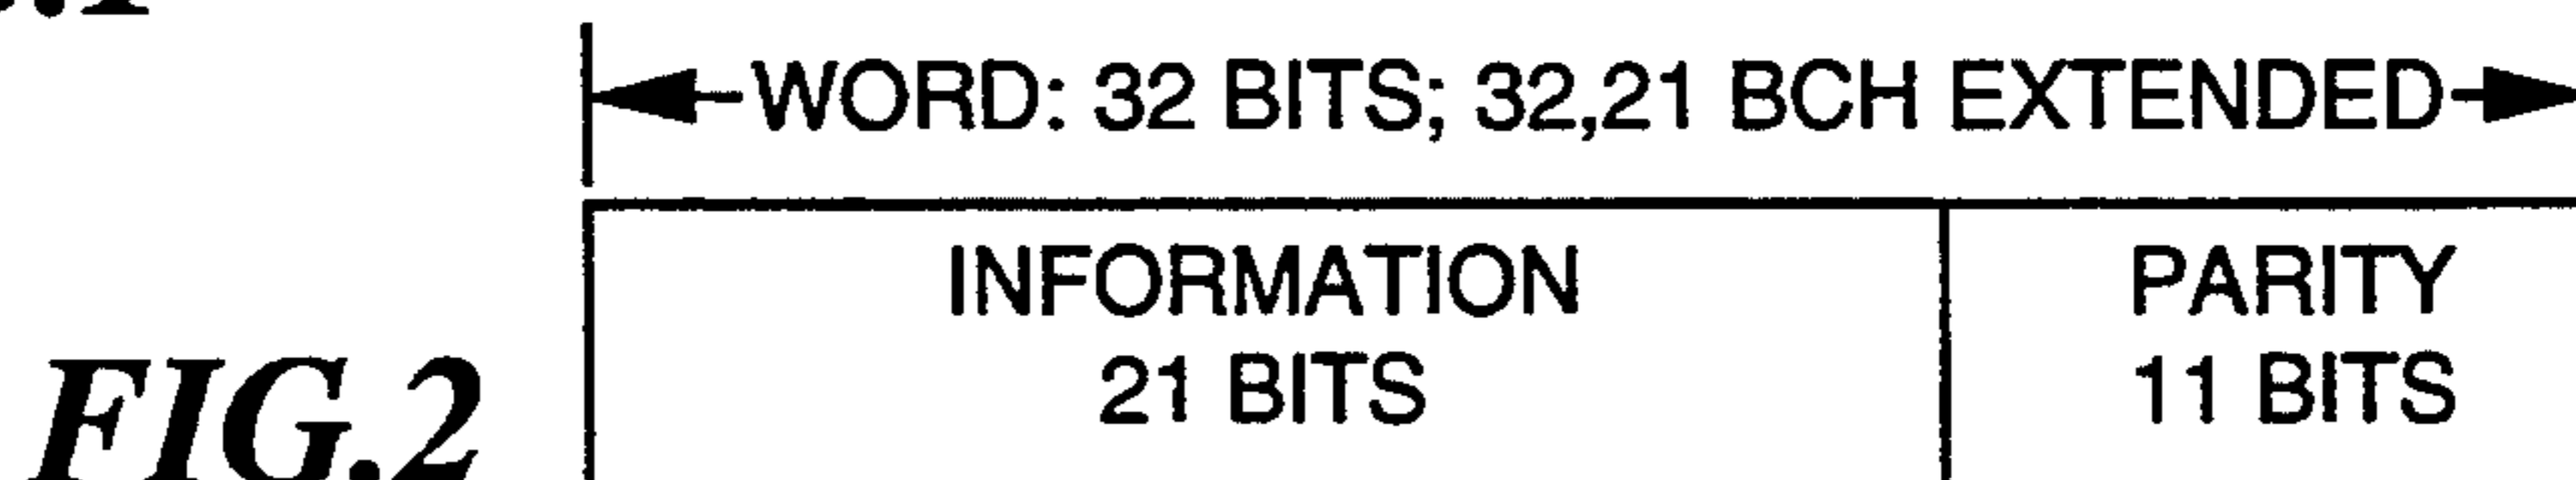 WORD: 32 BITS; 32,21 BCH EXTENDED
INFORMATION
PARITY
21 BITS
11 BITS
FIG.2